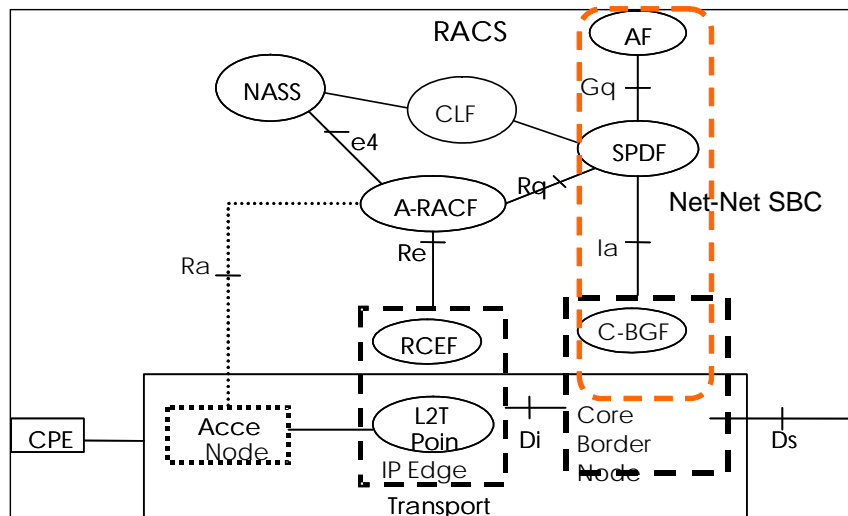 RACS
AF
NASS
Gq
CLF
e4
SPDF
Rq
A-RACF
Net-Net SBC
Ra
Re
Ia
RCEF
C-BGF
Acce
Node
L2T
Poin
IP Edge
Di
Core
Border
Node
CPE
Ds
Transport